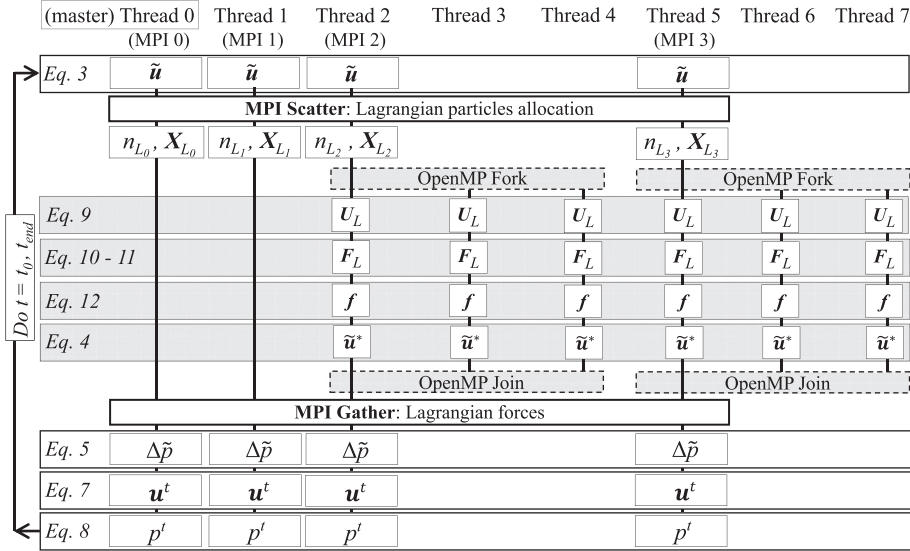 (master) Thread 0 Thread 1 Thread 2 Thread 3 Thread 4 Thread 5 Thread 6 Thread 7
(MPI 0) (MPI 1) (MPI 2) (MPI 3)
Eq. 3 ũ ũ ũ ũ
MPI Scatter: Lagrangian particles allocation
n_{L_0}, X_{L_0} n_{L_1}, X_{L_1} n_{L_2}, X_{L_2} n_{L_3}, X_{L_3}
OpenMP Fork OpenMP Fork
Eq. 9 U_L U_L U_L U_L U_L U_L
Eq. 10 - 11 F_L F_L F_L F_L F_L F_L
Eq. 12 f f f f f f
Eq. 4 ũ* ũ* ũ* ũ* ũ* ũ*
OpenMP Join OpenMP Join
MPI Gather: Lagrangian forces
Eq. 5 Δp̃ Δp̃ Δp̃ Δp̃
Eq. 7 u^t u^t u^t u^t
Eq. 8 p^t p^t p^t p^t
Do t = t_0, t_{end}